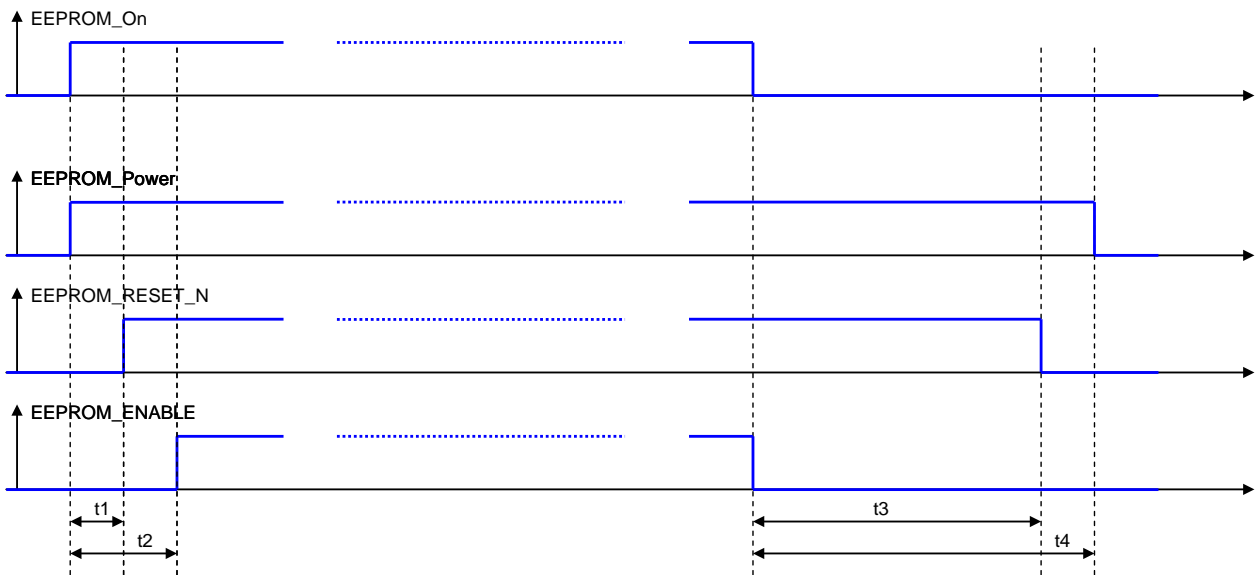 EEPROM_On
EEPROM_Power
EEPROM_RESET_N
EEPROM_ENABLE
t1
t3
t2
t4